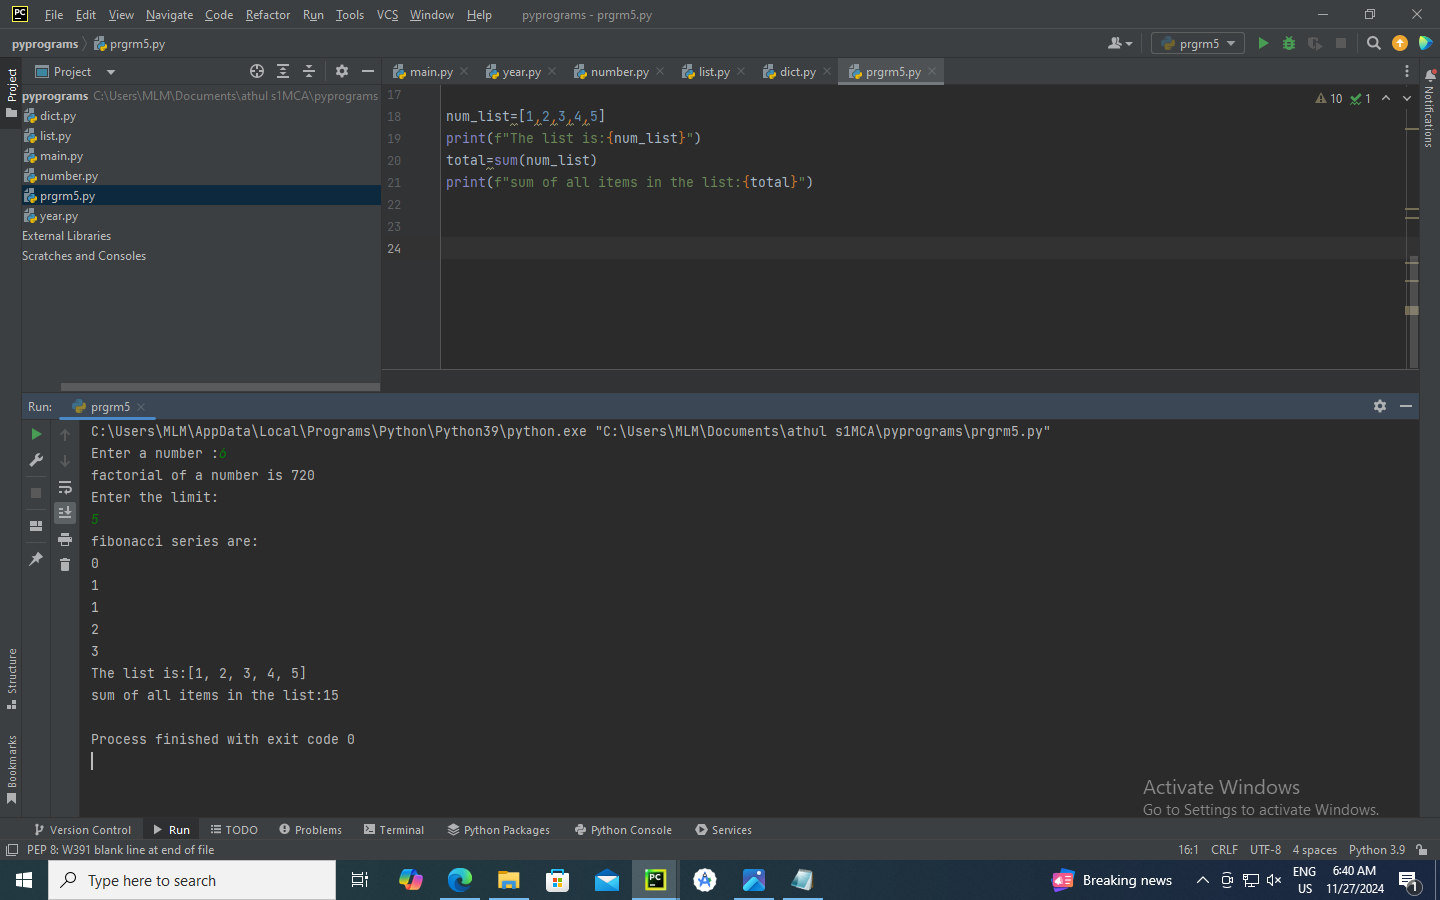 PC File Edit View Navigate Code Refactor Run Tools VCS Window Help pyprograms - prgrm5.py
pyprograms prgrm5.py prgrm5
Project main.py year.py number.py list.py dict.py prgrm5.py
Project
Notifications
pyprograms C:\Users\MLM\Documents\athul s1MCA\pyprograms
dict.py
list.py
main.py
number.py
prgrm5.py
year.py
External Libraries
Scratches and Consoles
10 1
17
18 num_list=[1,2,3,4,5]
19 print(f"The list is:{num_list}")
20 total=sum(num_list)
21 print(f"sum of all items in the list:{total}")
22
23
24
Run: prgrm5
C:\Users\MLM\AppData\Local\Programs\Python\Python39\python.exe "C:\Users\MLM\Documents\athul s1MCA\pyprograms\prgrm5.py"
Enter a number :6
factorial of a number is 720
Enter the limit:
5
fibonacci series are:
0
1
1
2
3
The list is:[1, 2, 3, 4, 5]
sum of all items in the list:15
Process finished with exit code 0
Structure
Bookmarks
Activate Windows
Go to Settings to activate Windows.
Version Control Run TODO Problems Terminal Python Packages Python Console Services
PEP 8: W391 blank line at end of file 16:1 CRLF UTF-8 4 spaces Python 3.9
Type here to search PC Breaking news ENG 6:40 AM
US 11/27/2024 1